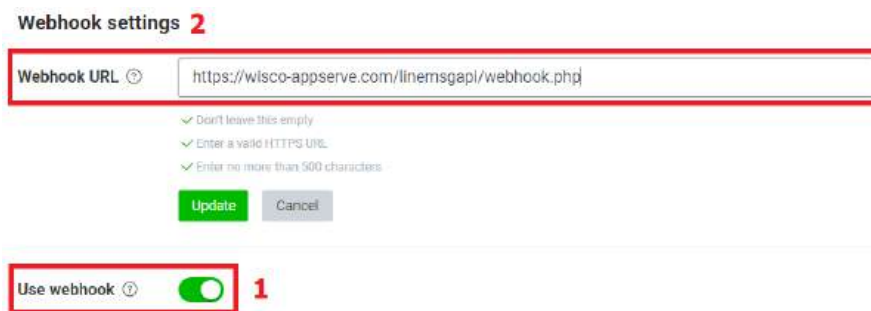 Webhook settings 2
Webhook URL ? https://wisco-appserve.com/linemsgapi/webhook.php
Don't leave this empty
Enter a valid HTTPS URL
Enter no more than 500 characters
Update Cancel
Use webhook ? 1